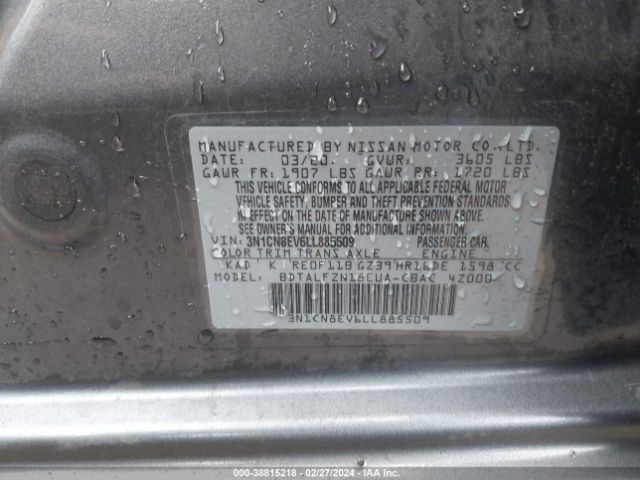 MANUFACTURED BY NISSAN MOTOR CO.,LTD.
DATE: 03/20. GVWR: 3605 LBS
GAWR FR: 1907 LBS GAWR RR: 1720 LBS
THIS VEHICLE CONFORMS TO ALL APPLICABLE FEDERAL MOTOR
VEHICLE SAFETY, BUMPER AND THEFT PREVENTION STANDARDS
IN EFFECT ON THE DATE OF MANUFACTURE SHOWN ABOVE.
SEE OWNER'S MANUAL FOR ADDITIONAL INFORMATION.
VIN: 3N1CN8EV6LL885509 PASSENGER CAR
COLOR TRIM TRANS AXLE ENGINE
KAD K RE0F11B GZ39 HR16DE 1598 CC
MODEL: BDTALFZN18EUA-CBAC 42000
3N1CN8EV6LL885509
000-38815218 - 02/27/2024 - IAA Inc.